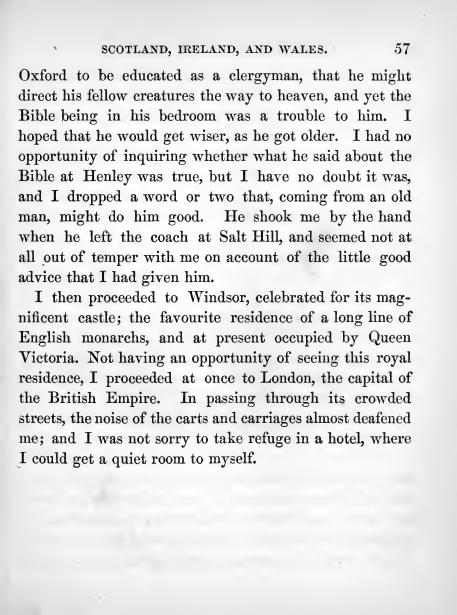 SCOTLAND, IRELAND, AND WALES. 57
Oxford to be educated as a clergyman, that he might
direct his fellow creatures the way to heaven, and yet the
Bible being in his bedroom was a trouble to him. I
hoped that he would get wiser, as he got older. I had no
opportunity of inquiring whether what he said about the
Bible at Henley was true, but I have no doubt it was,
and I dropped a word or two that, coming from an old
man, might do him good. He shook me by the hand
when he left the coach at Salt Hill, and seemed not at
all out of temper with me on account of the little good
advice that I had given him.
I then proceeded to Windsor, celebrated for its mag-
nificent castle; the favourite residence of a long line of
English monarchs, and at present occupied by Queen
Victoria. Not having an opportunity of seeing this royal
residence, I proceeded at once to London, the capital of
the British Empire. In passing through its crowded
streets, the noise of the carts and carriages almost deafened
me; and I was not sorry to take refuge in a hotel, where
I could get a quiet room to myself.